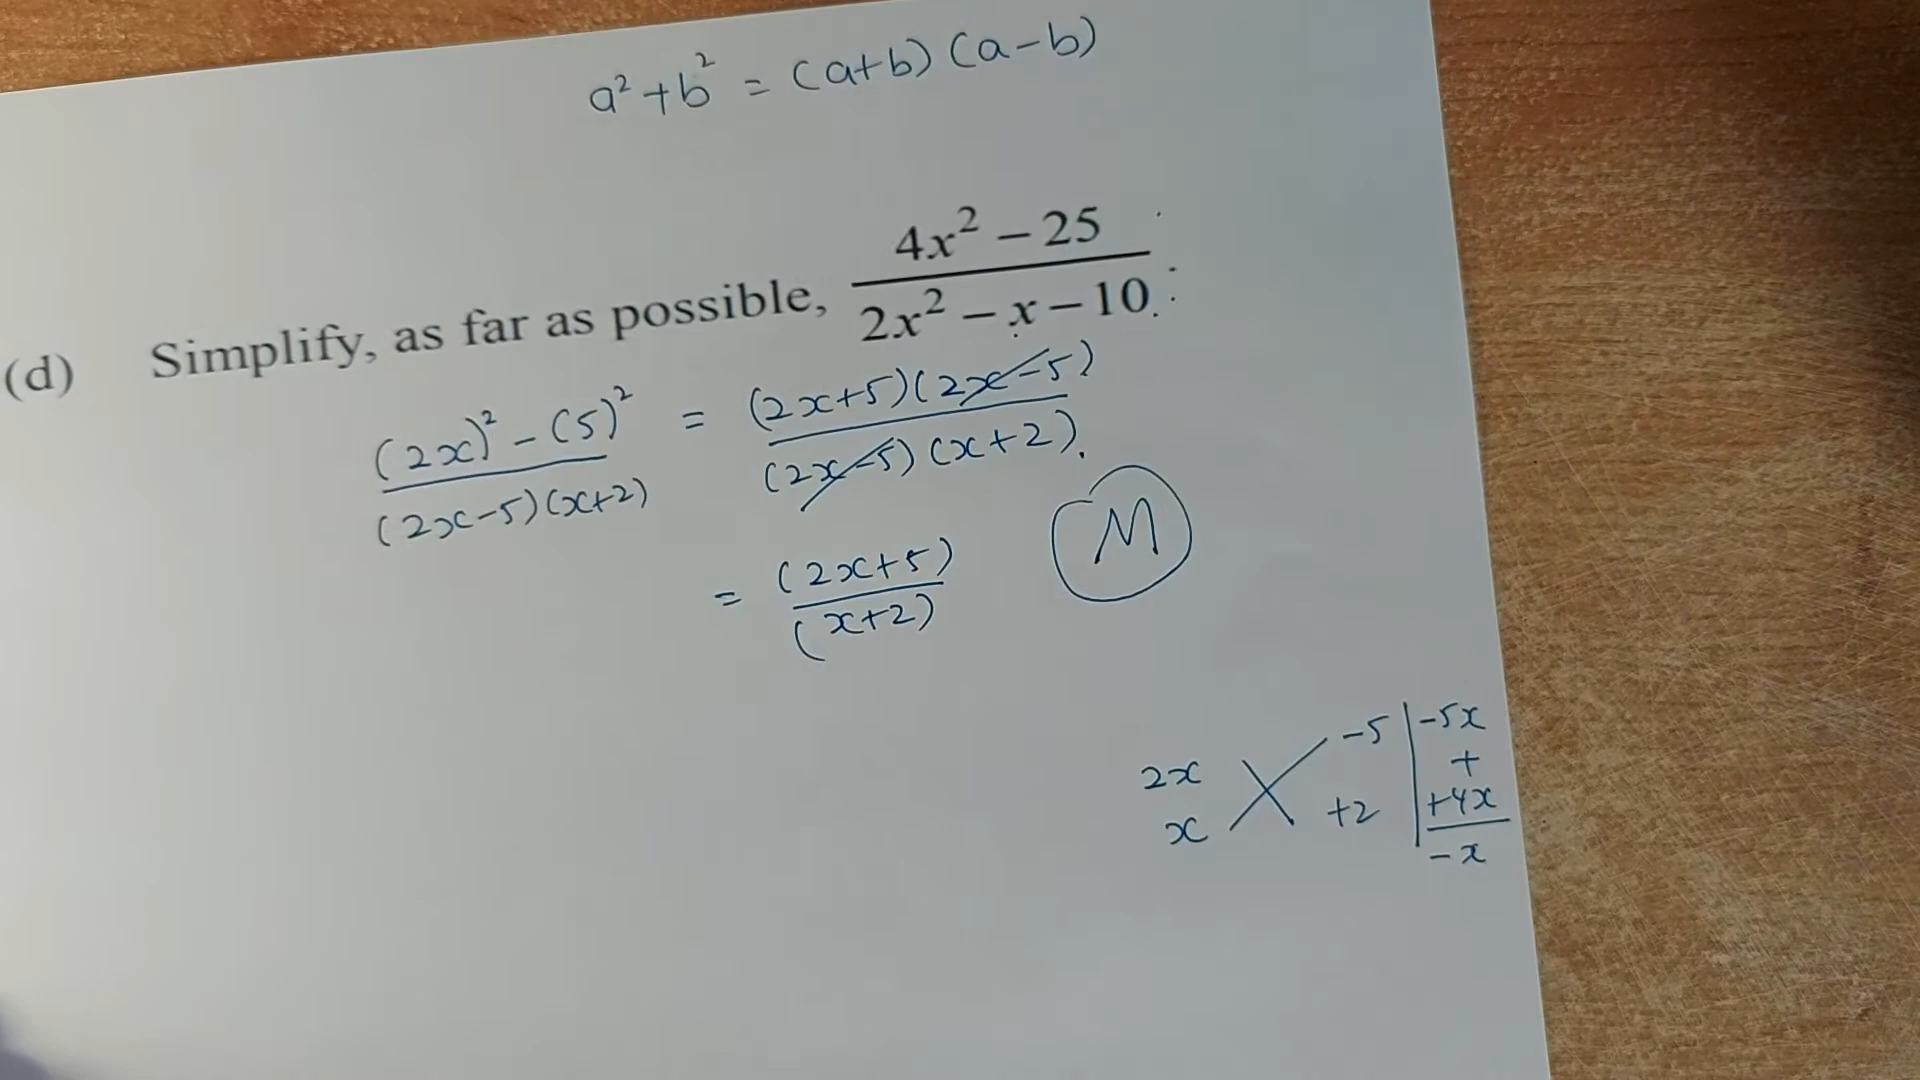 a² + b² = (a+b) (a-b)
(d) Simplify, as far as possible, (4x² − 25)/(2x² − x − 10).
((2x)² - (5)²)/((2x-5)(x+2)) = ((2x+5)(2x-5))/((2x-5)(x+2)).
= (2x+5)/(x+2)
M
2x -5 | -5x
+
x +2 | +4x
-x